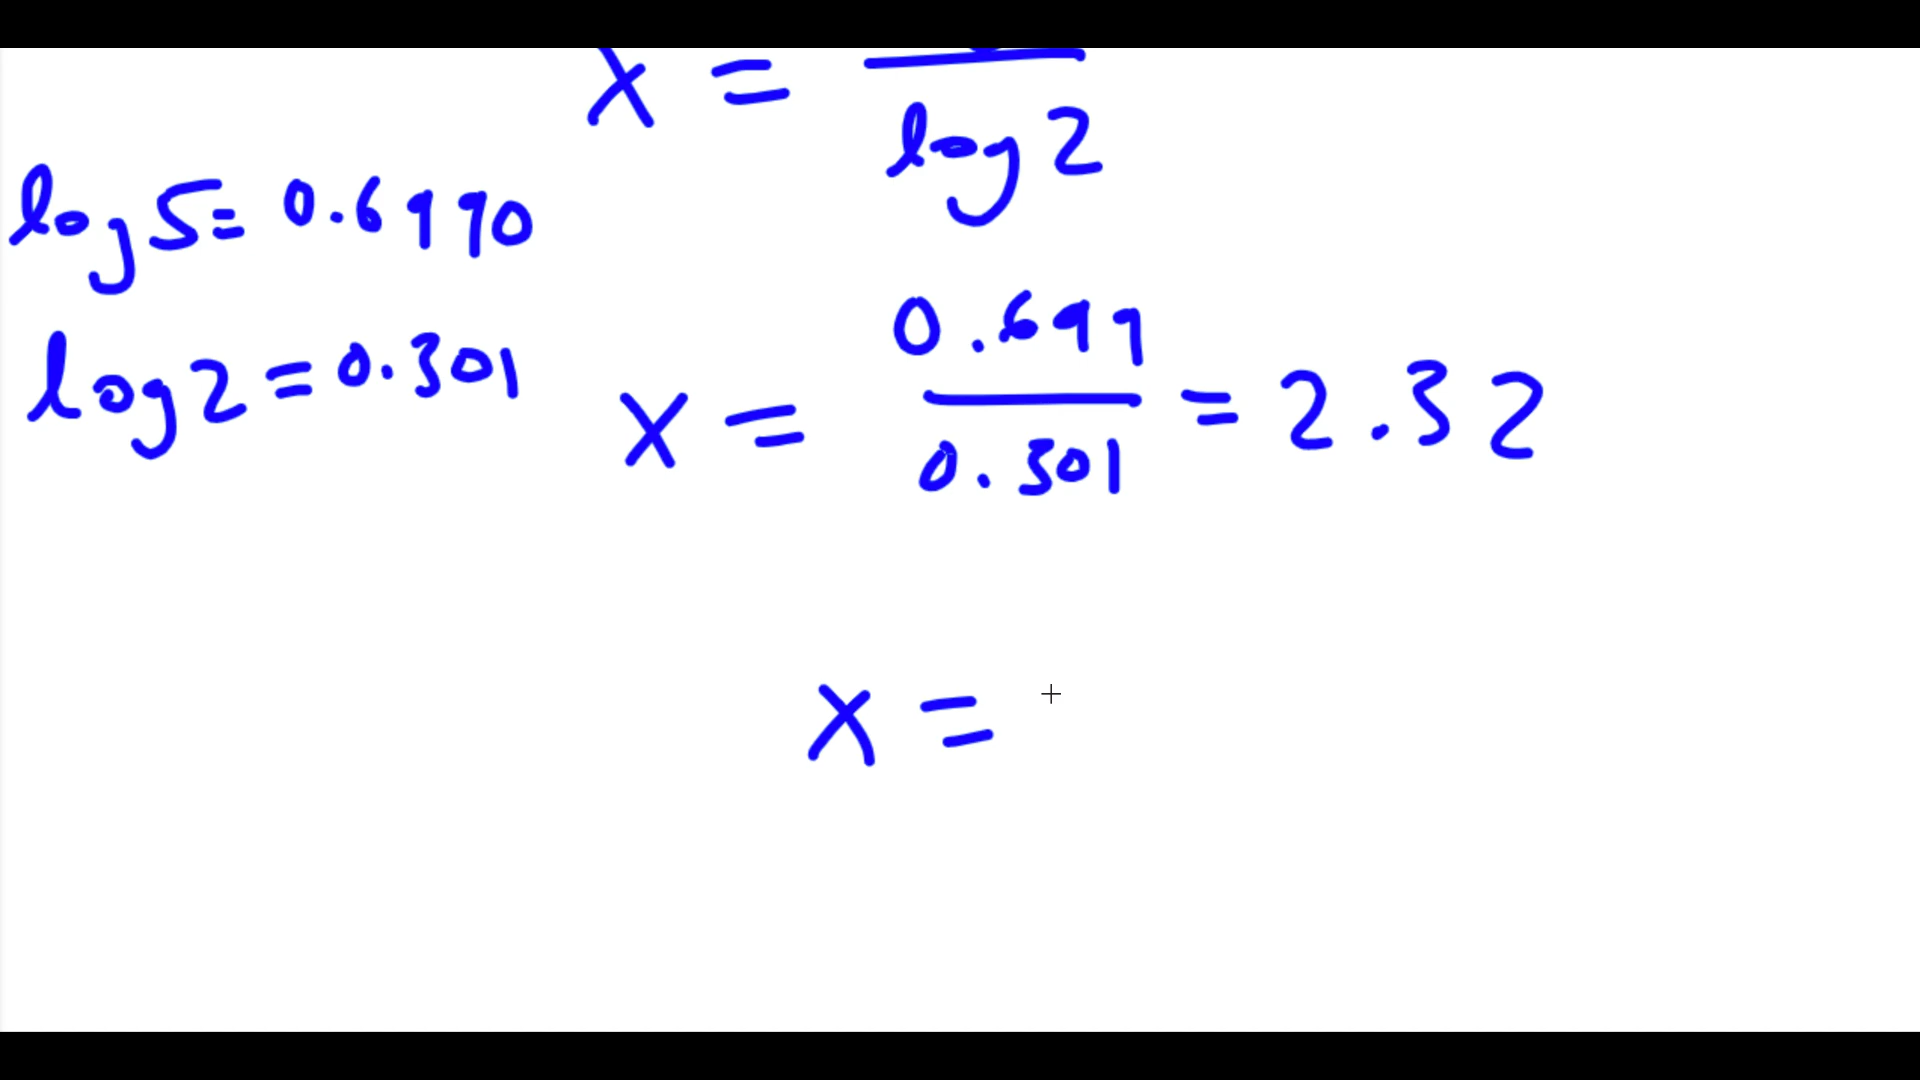 x =
log 2
log 5 = 0.6990
log 2 = 0.301
x = 0.699 / 0.301 = 2.32
x =